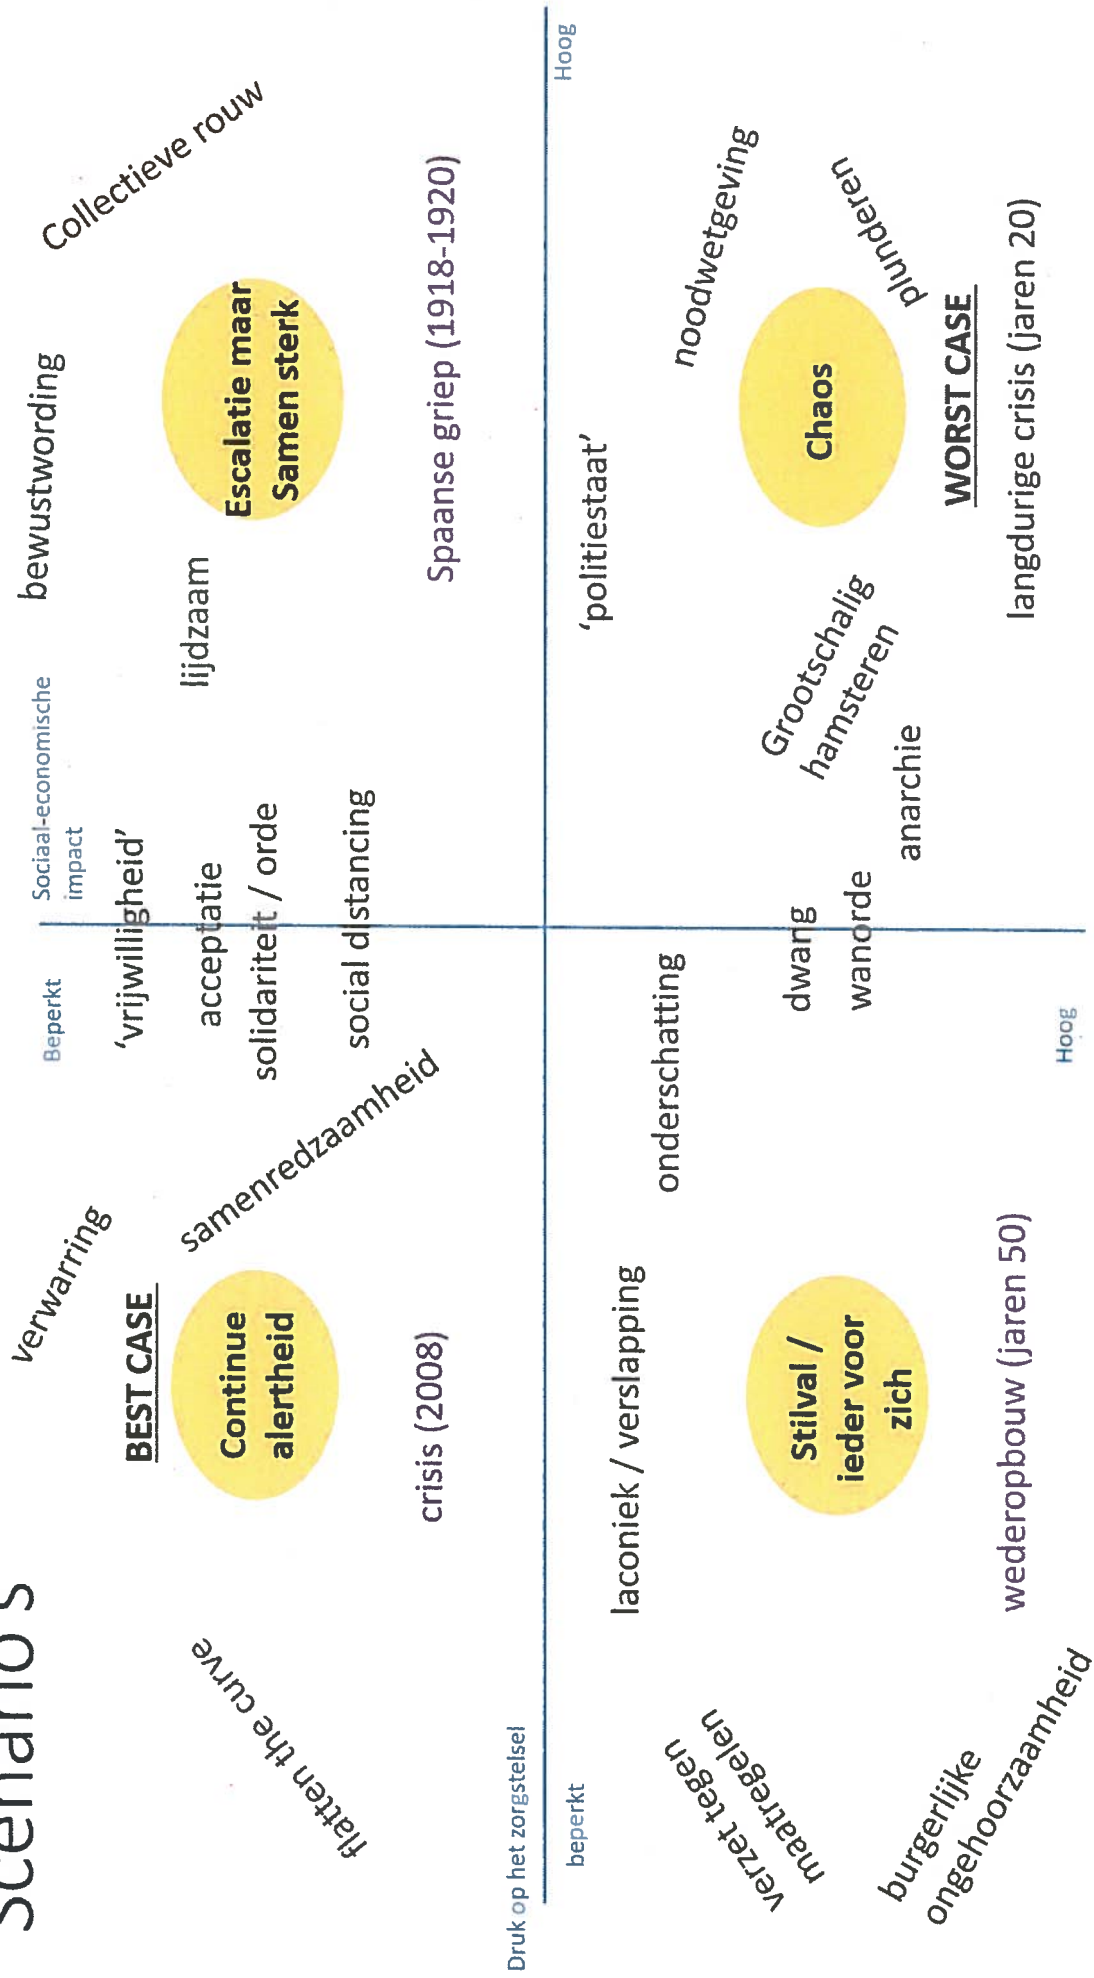 Scenario's
verwarring
BEST CASE
Continue
alertheid
crisis (2008)
flatten the curve
samenredzaamheid
Beperkt
Sociaal-economische
impact
'vrijwilligheid'
acceptatie
solidariteit / orde
social distancing
bewustwording
Collectieve rouw
lijdzaam
Escalatie maar
Samen sterk
Spaanse griep (1918-1920)
Druk op het zorgstelsel
beperkt
Hoog
laconiek / verslapping
onderschatting
verzet tegen
maatregelen
Stilval /
ieder voor
zich
burgerlijke
ongehoorzaamheid
wederopbouw (jaren 50)
dwang
wanorde
Hoog
'politiestaat'
noodwetgeving
Grootschalig
hamsteren
anarchie
Chaos
plunderen
WORST CASE
langdurige crisis (jaren 20)